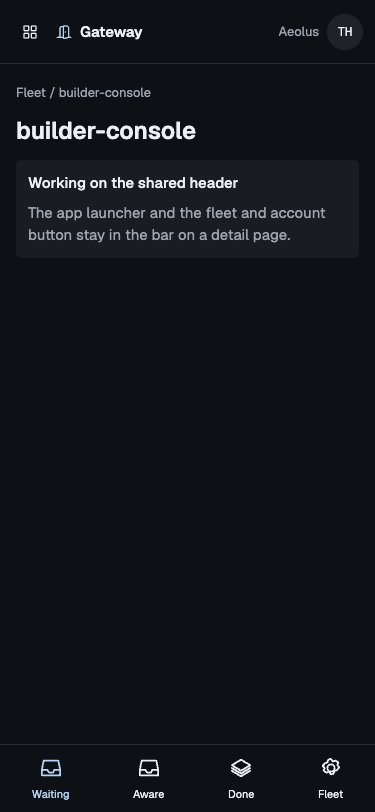 Gateway
Aeolus
TH
Fleet / builder-console
builder-console
Working on the shared header
The app launcher and the fleet and account
button stay in the bar on a detail page.
Waiting
Aware
Done
Fleet